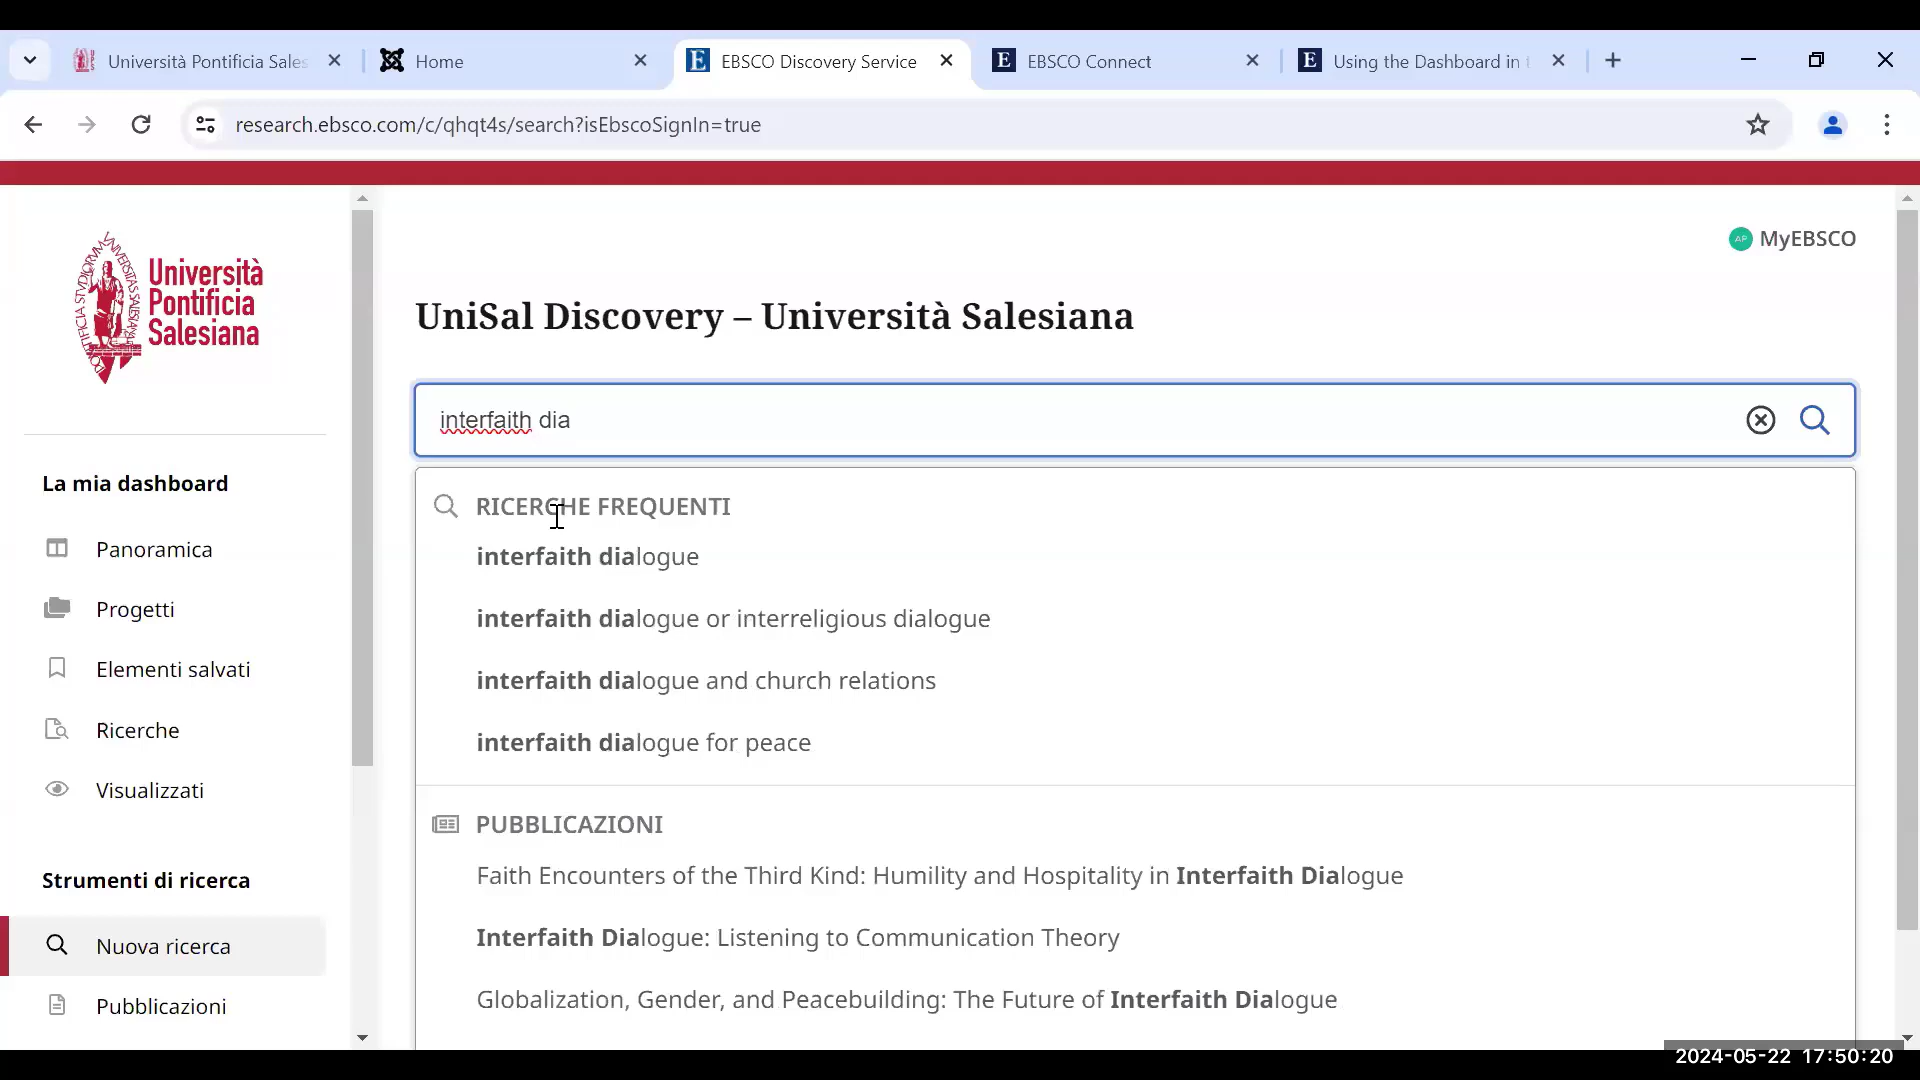 Università Pontificia Sales
Home
EBSCO Discovery Service
EBSCO Connect
Using the Dashboard in
research.ebsco.com/c/qhqt4s/search?isEbscoSignIn=true
Università
Pontificia
Salesiana
AP MyEBSCO
UniSal Discovery – Università Salesiana
interfaith dia
La mia dashboard
Panoramica
Progetti
Elementi salvati
Ricerche
Visualizzati
Strumenti di ricerca
Nuova ricerca
Pubblicazioni
RICERCHE FREQUENTI
interfaith dialogue
interfaith dialogue or interreligious dialogue
interfaith dialogue and church relations
interfaith dialogue for peace
PUBBLICAZIONI
Faith Encounters of the Third Kind: Humility and Hospitality in Interfaith Dialogue
Interfaith Dialogue: Listening to Communication Theory
Globalization, Gender, and Peacebuilding: The Future of Interfaith Dialogue
2024-05-22 17:50:20